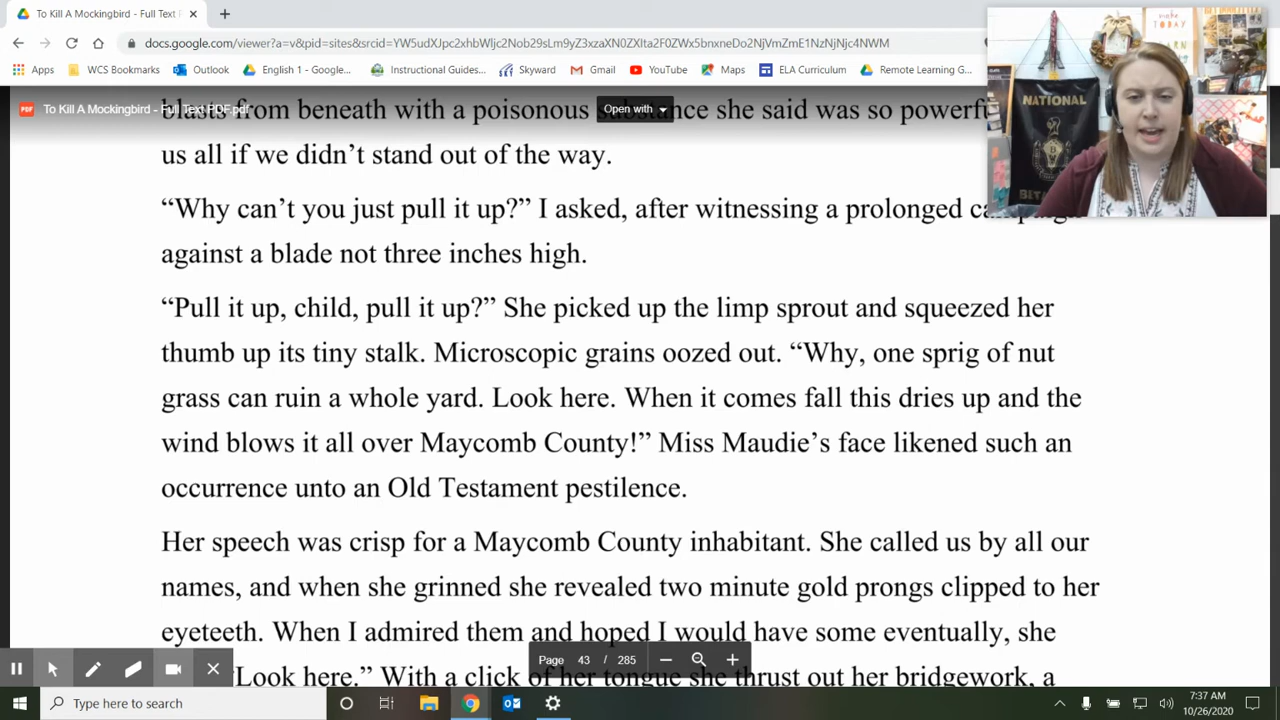 To Kill A Mockingbird - Full Text
docs.google.com/viewer?a=v&pid=sites&srcid=YW5udXJpc2xhbWljc2Nob29sLm9yZ3xzaXN0ZXIta2F0ZWx5bnxneDo2NjVmZmE1NzNjNjc4NWM
Apps WCS Bookmarks Outlook English 1 - Google... Instructional Guides... Skyward Gmail YouTube Maps ELA Curriculum Remote Learning G...
make TODAY
NATIONAL
To Kill A Mockingbird - Full Text PDF.pdf Open with
from beneath with a poisonous substance she said was so
us all if we didn’t stand out of the way.
“Why can’t you just pull it up?” I asked, after witnessing a prolonged
against a blade not three inches high.
“Pull it up, child, pull it up?” She picked up the limp sprout and squeezed her
thumb up its tiny stalk. Microscopic grains oozed out. “Why, one sprig of nut
grass can ruin a whole yard. Look here. When it comes fall this dries up and the
wind blows it all over Maycomb County!” Miss Maudie’s face likened such an
occurrence unto an Old Testament pestilence.
Her speech was crisp for a Maycomb County inhabitant. She called us by all our
names, and when she grinned she revealed two minute gold prongs clipped to her
eyeteeth. When I admired them and hoped I would have some eventually, she
“Look here.” With a click of her tongue she thrust out her bridgework, a
Page 43 / 285
Type here to search
7:37 AM
10/26/2020